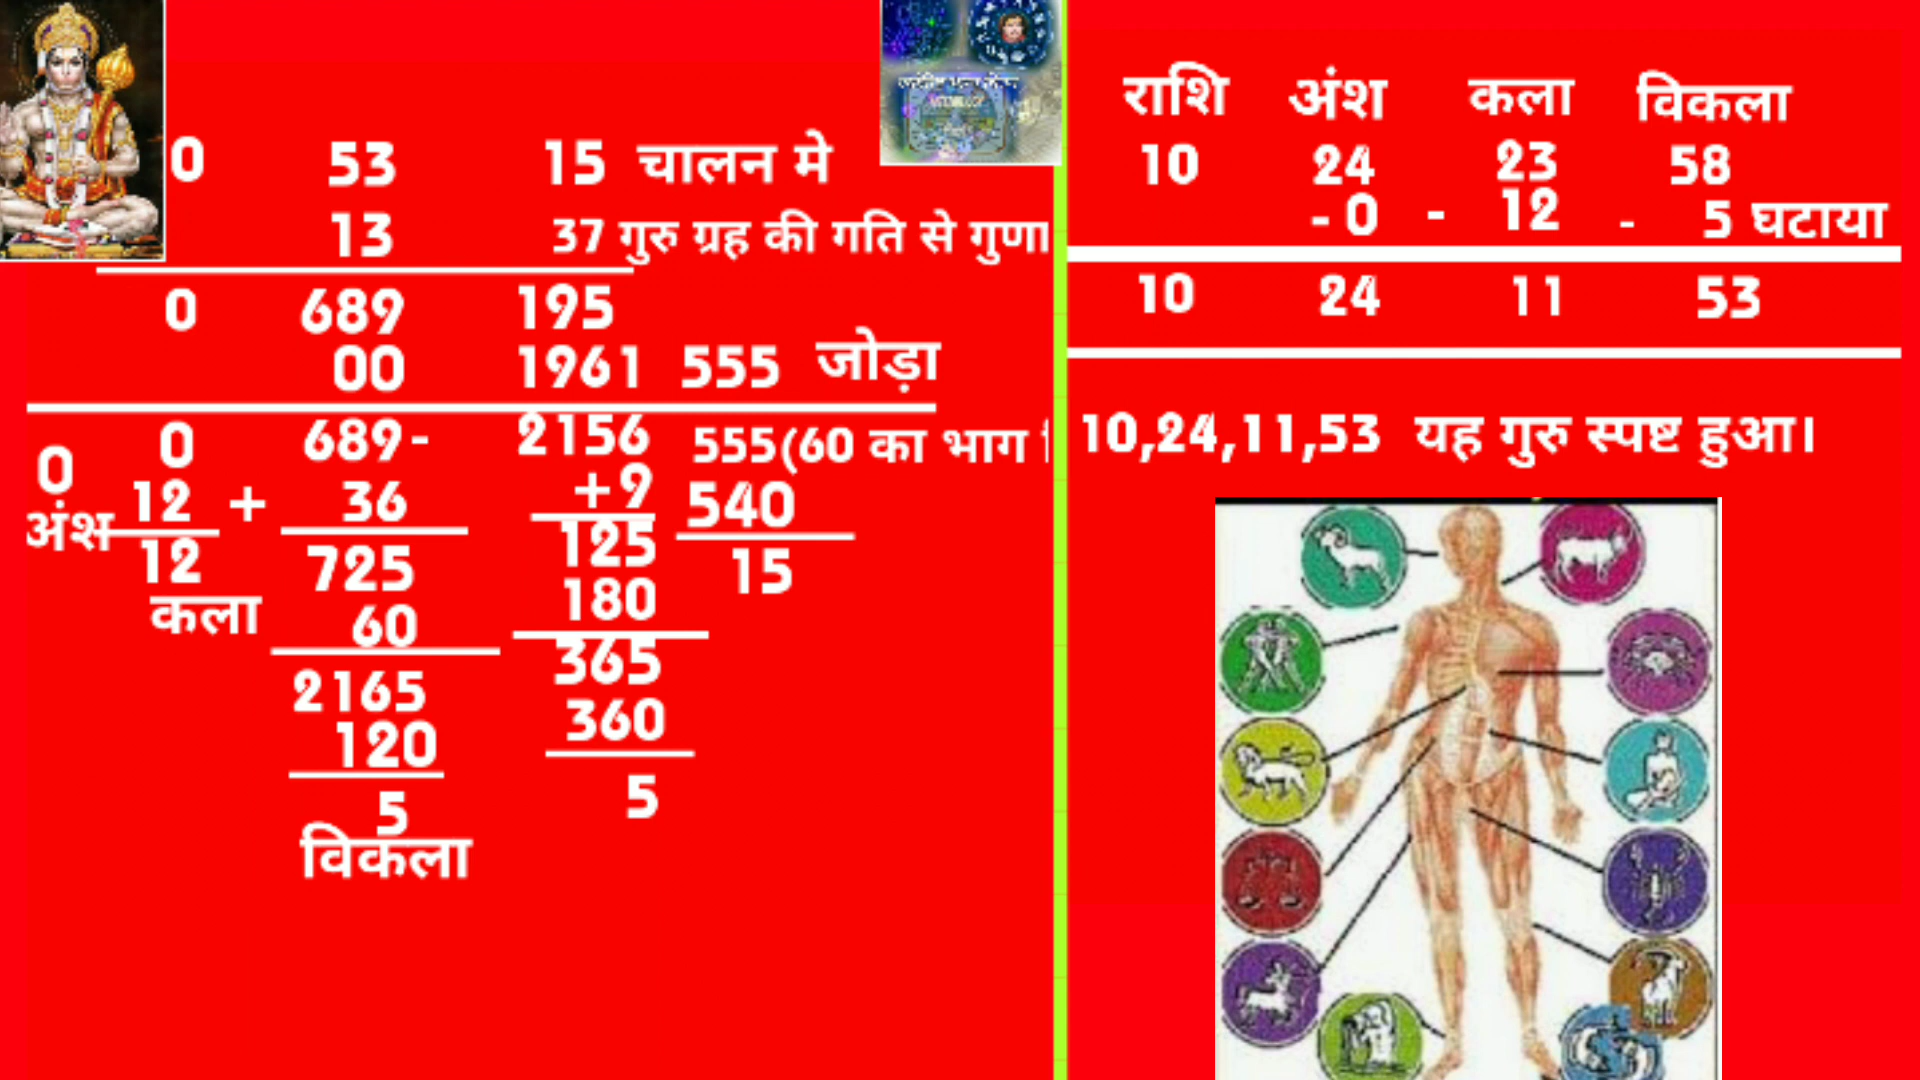 0 53 15 चालन मे
13 37 गुरु ग्रह की गति से गुणा
0 689 195
00 1961 555 जोड़ा
0 689- 2156 555(60 का भाग
0 12 + 36 +9 540
अंश 12 725 125 15
कला 60 180
2165 365
120 360
5 5
विकला
राशि अंश कला विकला
10 24 23 58
-0 - 12 - 5 घटाया
10 24 11 53
10,24,11,53 यह गुरु स्पष्ट हुआ।